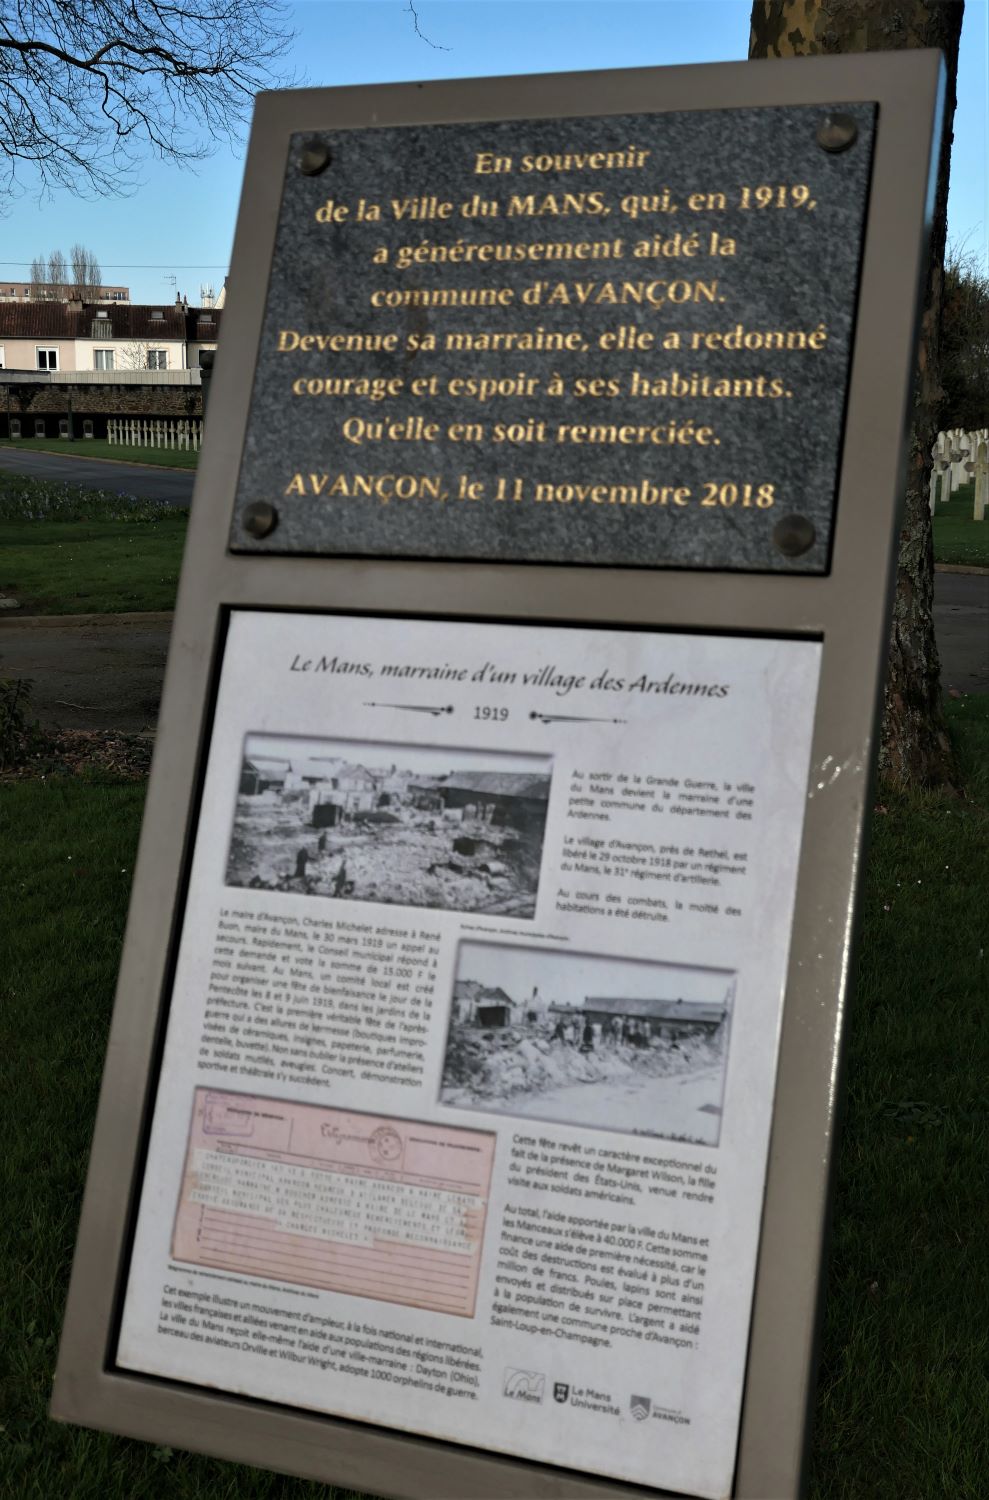 En souvenir
de la Ville du MANS, qui, en 1919,
a généreusement aidé la
commune d'AVANÇON.
Devenue sa marraine, elle a redonné
courage et espoir à ses habitants.
Qu'elle en soit remerciée.
AVANÇON, le 11 novembre 2018
Le Mans, marraine d'un village des Ardennes
1919
Au sortir de la Grande Guerre, la ville
du Mans devient la marraine d'une
petite commune du département des
Ardennes.
Le village d'Avançon, près de Rethel, est
libéré le 29 octobre 1918 par un régiment
du Mans, le 31e régiment d'artillerie.
Au cours des combats, la moitié des
habitations a été détruite.
Le maire d'Avançon, Charles Michelet adresse à René
Buon, maire du Mans, le 30 mars 1919 un appel au
secours. Rapidement, le Conseil municipal répond à
cette demande et vote la somme de 15.000 F le
mois suivant. Au Mans, un comité local est créé
pour organiser une fête de bienfaisance le jour de la
Pentecôte les 8 et 9 juin 1919, dans les jardins de la
préfecture. C'est la première véritable fête de l'après-
guerre qui a des allures de kermesse (boutiques impro-
visées de céramiques, insignes, papeterie, parfumerie,
dentelle, buvette). Non sans oublier la présence d'ateliers
de soldats mutilés, aveugles. Concert, démonstration
sportive et théâtrale s'y succèdent.
Télégramme
CHARLES MICHELET
Cette fête revêt un caractère exceptionnel du
fait de la présence de Margaret Wilson, la fille
du président des États-Unis, venue rendre
visite aux soldats américains.
Au total, l'aide apportée par la ville du Mans et
les Manceaux s'élève à 40.000 F. Cette somme
finance une aide de première nécessité, car le
coût des destructions est évalué à plus d'un
million de francs. Poules, lapins sont ainsi
envoyés et distribués sur place permettant
à la population de survivre. L'argent a aidé
également une commune proche d'Avançon :
Saint-Loup-en-Champagne.
Cet exemple illustre un mouvement d'ampleur, à la fois national et international,
les villes françaises et alliées venant en aide aux populations des régions libérées.
La ville du Mans reçoit elle-même l'aide d'une ville-marraine : Dayton (Ohio),
berceau des aviateurs Orville et Wilbur Wright, adopte 1000 orphelins de guerre.
Le Mans
Le Mans
Université
AVANÇON